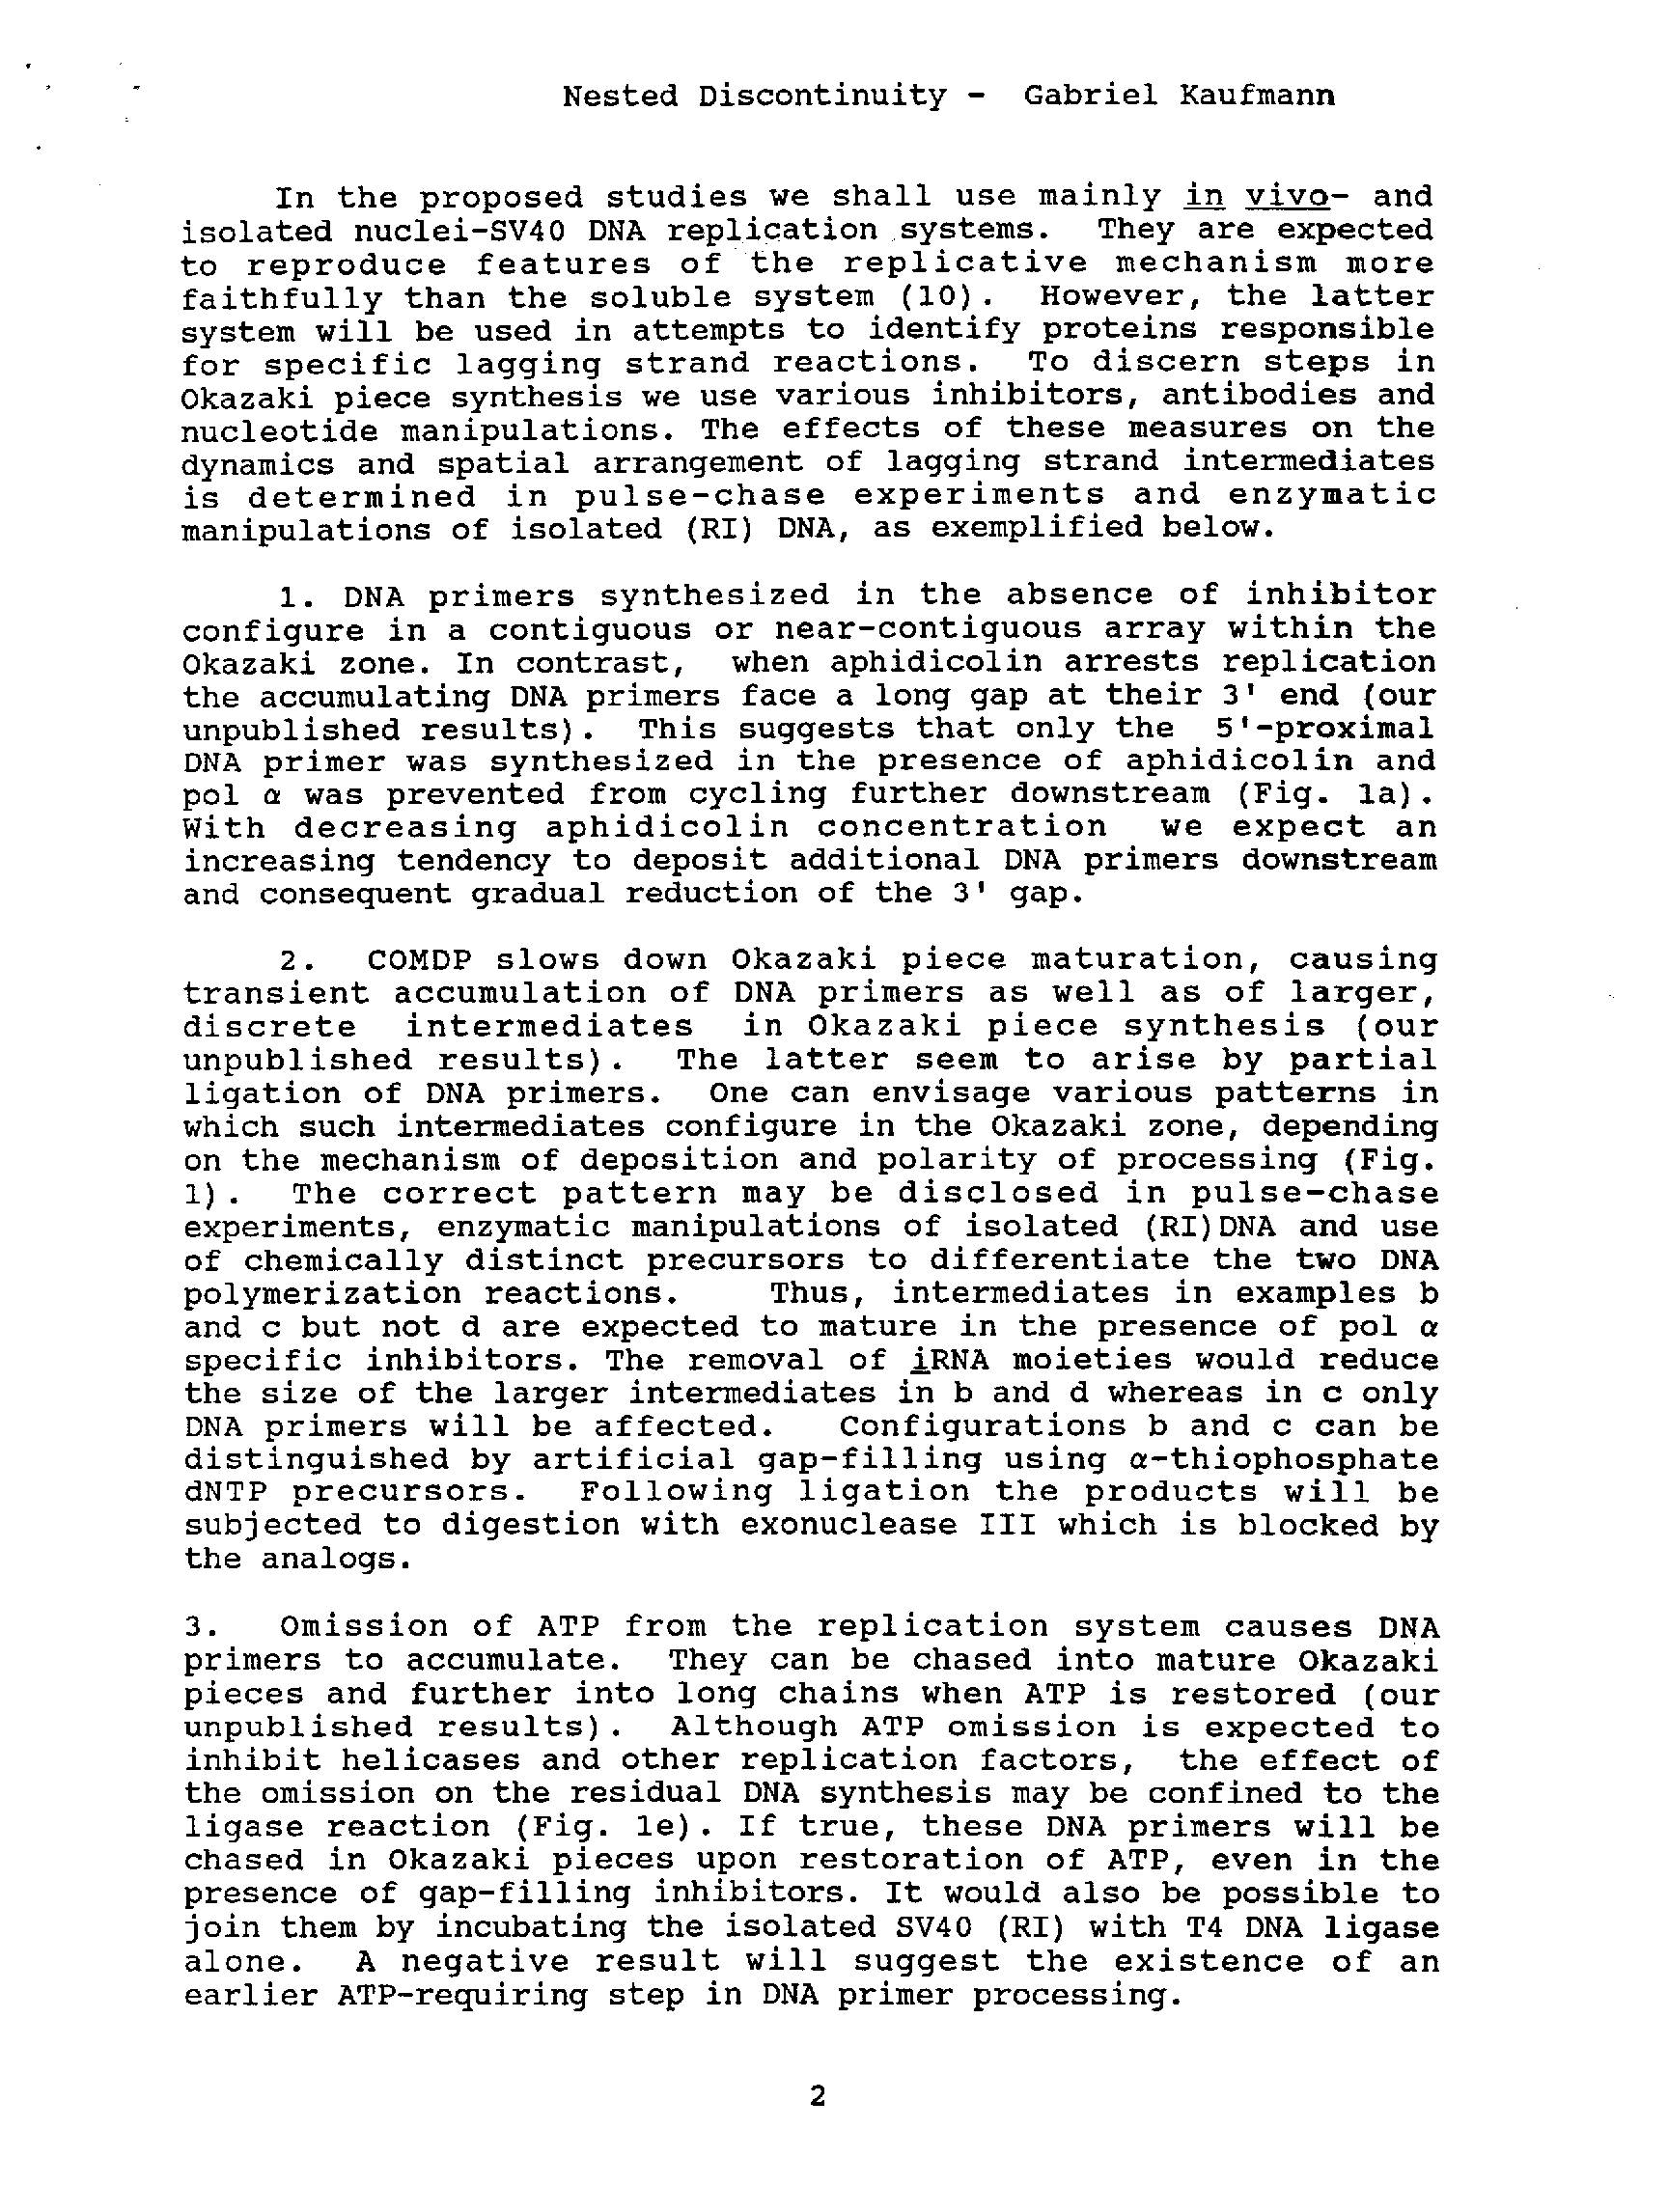 Nested Discontinuity - Gabriel Kaufmann
In the proposed studies we shall use mainly in vivo- and
isolated nuclei-SV40 DNA replication systems. They are expected
to reproduce features of the replicative mechanism more
faithfully than the soluble system (10). However, the latter
system will be used in attempts to identify proteins responsible
for specific lagging strand reactions. To discern steps in
Okazaki piece synthesis we use various inhibitors, antibodies and
nucleotide manipulations. The effects of these measures on the
dynamics and spatial arrangement of lagging strand intermediates
is determined in pulse-chase experiments and enzymatic
manipulations of isolated (RI) DNA, as exemplified below.
1. DNA primers synthesized in the absence of inhibitor
configure in a contiguous or near-contiguous array within the
Okazaki zone. In contrast, when aphidicolin arrests replication
the accumulating DNA primers face a long gap at their 3' end (our
unpublished results). This suggests that only the 5'-proximal
DNA primer was synthesized in the presence of aphidicolin and
pol α was prevented from cycling further downstream (Fig. 1a).
With decreasing aphidicolin concentration we expect an
increasing tendency to deposit additional DNA primers downstream
and consequent gradual reduction of the 3' gap.
2. COMDP slows down Okazaki piece maturation, causing
transient accumulation of DNA primers as well as of larger,
discrete intermediates in Okazaki piece synthesis (our
unpublished results). The latter seem to arise by partial
ligation of DNA primers. One can envisage various patterns in
which such intermediates configure in the Okazaki zone, depending
on the mechanism of deposition and polarity of processing (Fig.
1). The correct pattern may be disclosed in pulse-chase
experiments, enzymatic manipulations of isolated (RI)DNA and use
of chemically distinct precursors to differentiate the two DNA
polymerization reactions. Thus, intermediates in examples b
and c but not d are expected to mature in the presence of pol α
specific inhibitors. The removal of iRNA moieties would reduce
the size of the larger intermediates in b and d whereas in c only
DNA primers will be affected. Configurations b and c can be
distinguished by artificial gap-filling using α-thiophosphate
dNTP precursors. Following ligation the products will be
subjected to digestion with exonuclease III which is blocked by
the analogs.
3. Omission of ATP from the replication system causes DNA
primers to accumulate. They can be chased into mature Okazaki
pieces and further into long chains when ATP is restored (our
unpublished results). Although ATP omission is expected to
inhibit helicases and other replication factors, the effect of
the omission on the residual DNA synthesis may be confined to the
ligase reaction (Fig. 1e). If true, these DNA primers will be
chased in Okazaki pieces upon restoration of ATP, even in the
presence of gap-filling inhibitors. It would also be possible to
join them by incubating the isolated SV40 (RI) with T4 DNA ligase
alone. A negative result will suggest the existence of an
earlier ATP-requiring step in DNA primer processing.
2